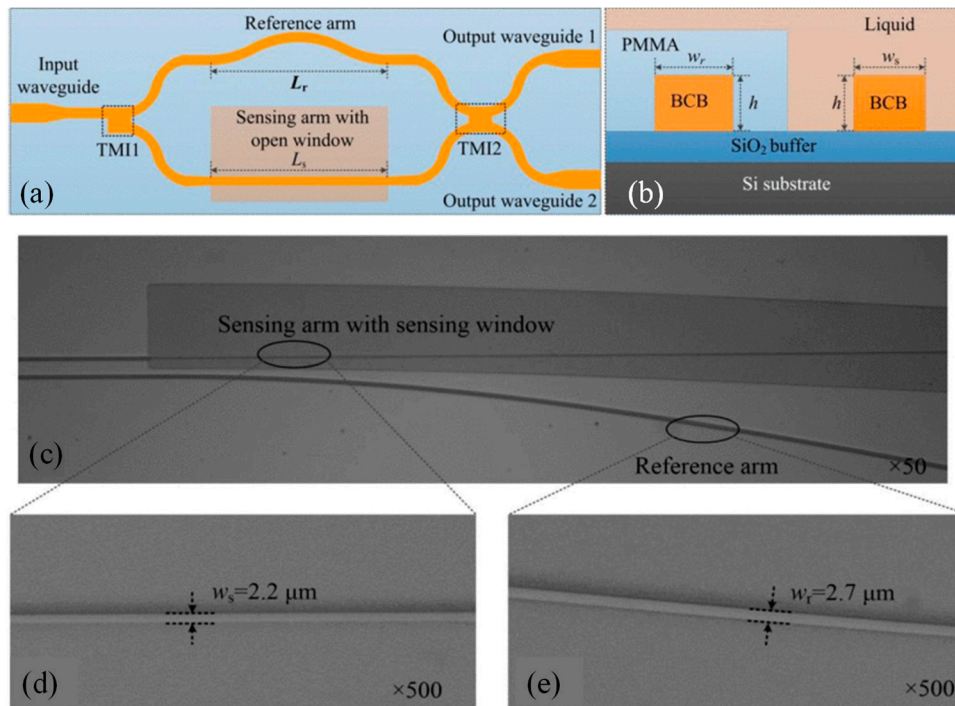 Reference arm
Output waveguide 1
Input
waveguide
Lr
Sensing arm with
open window
Ls
TMI1
TMI2
Output waveguide 2
(a)
Liquid
PMMA
wr
ws
BCB
h
h
BCB
SiO2 buffer
Si substrate
(b)
Sensing arm with sensing window
Reference arm
×50
(c)
ws=2.2 μm
×500
(d)
wr=2.7 μm
×500
(e)